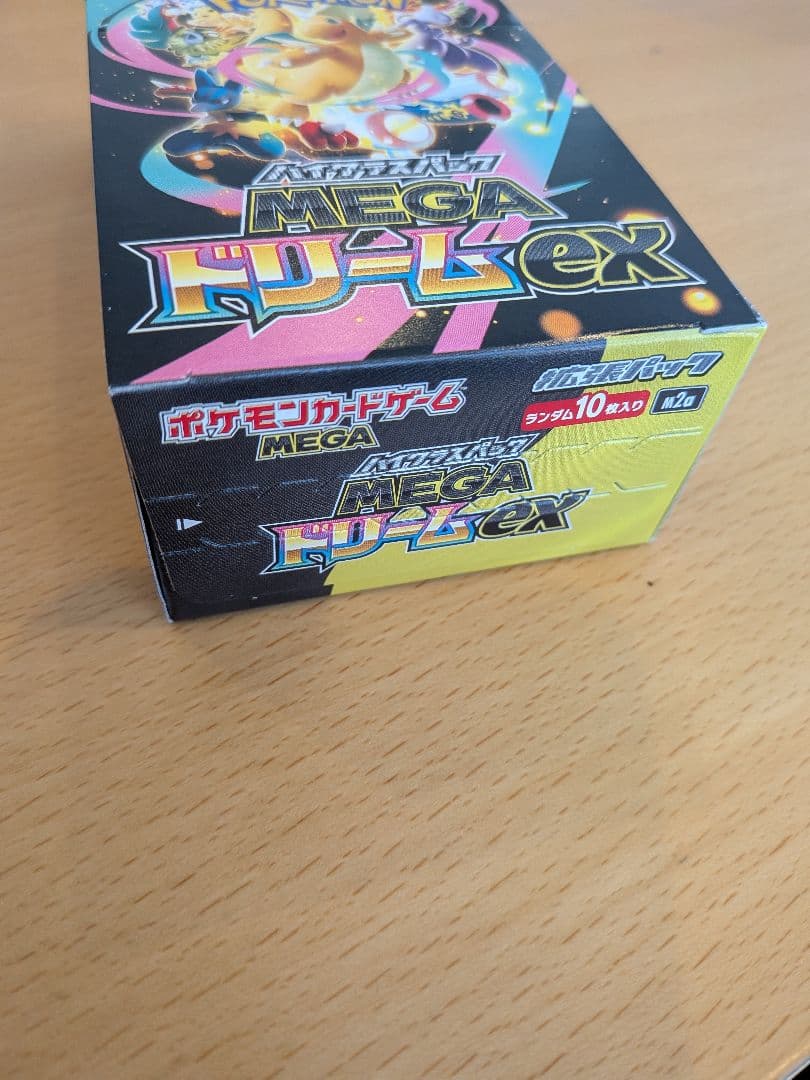 POKÉMON
ハイクラスパック
MEGA
ドリームex
ポケモンカードゲーム
MEGA
拡張パック
ランダム10枚入り
M2a
ハイクラスパック
MEGA
ドリームex